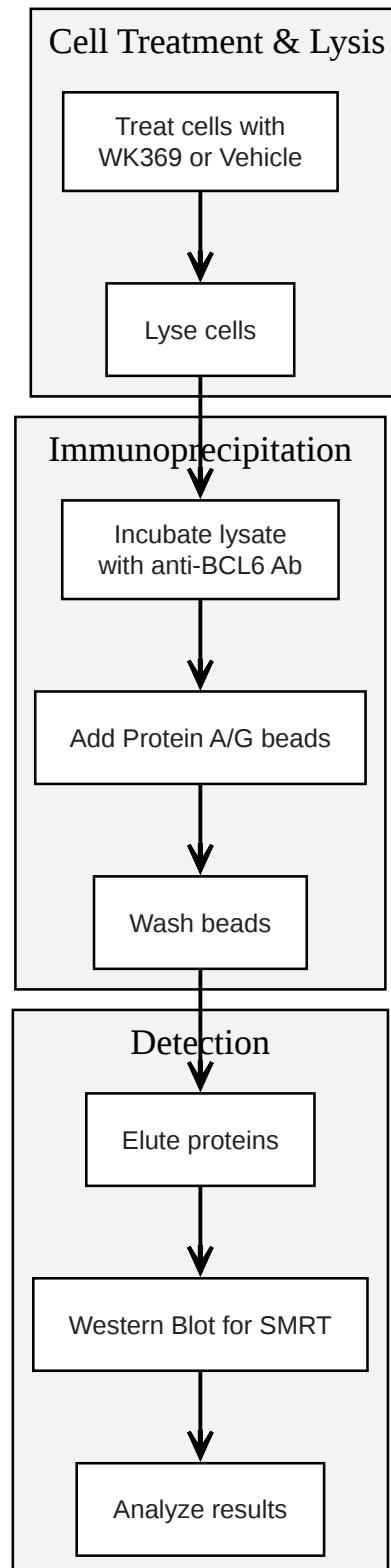 Cell Treatment & Lysis
Treat cells with
WK369 or Vehicle
Lyse cells
Immunoprecipitation
Incubate lysate
with anti-BCL6 Ab
Add Protein A/G beads
Wash beads
Detection
Elute proteins
Western Blot for SMRT
Analyze results